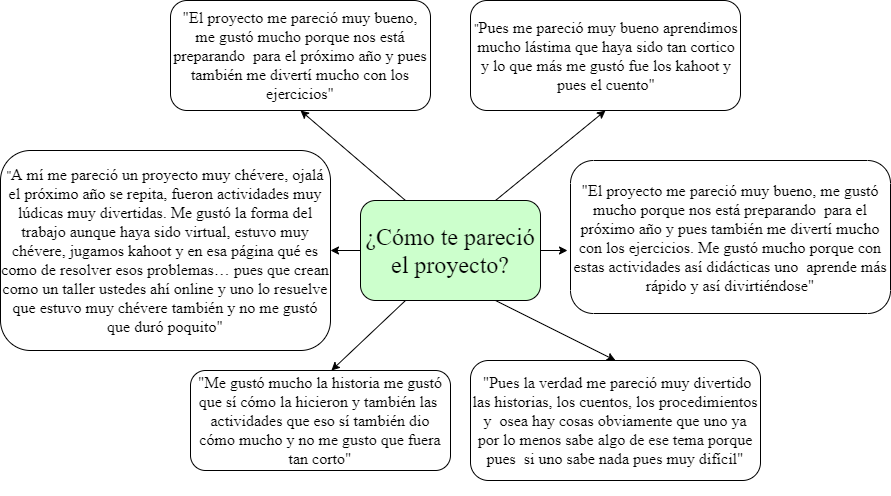 "El proyecto me pareció muy bueno,
me gustó mucho porque nos está
preparando  para el próximo año y pues
también me divertí mucho con los
ejercicios"
"Pues me pareció muy bueno aprendimos
mucho lástima que haya sido tan cortico
y lo que más me gustó fue los kahoot y
pues el cuento"
"A mí me pareció un proyecto muy chévere, ojalá
el próximo año se repita, fueron actividades muy
lúdicas muy divertidas. Me gustó la forma del
trabajo aunque haya sido virtual, estuvo muy
chévere, jugamos kahoot y en esa página qué es
como de resolver esos problemas… pues que crean
como un taller ustedes ahí online y uno lo resuelve
que estuvo muy chévere también y no me gustó
que duró poquito"
¿Cómo te pareció
el proyecto?
"El proyecto me pareció muy bueno, me gustó
mucho porque nos está preparando  para el
próximo año y pues también me divertí mucho
con los ejercicios. Me gustó mucho porque con
estas actividades así didácticas uno  aprende más
rápido y así divirtiéndose"
"Me gustó mucho la historia me gustó
que sí cómo la hicieron y también las
actividades que eso sí también dio
cómo mucho y no me gusto que fuera
tan corto"
"Pues la verdad me pareció muy divertido
las historias, los cuentos, los procedimientos
y  osea hay cosas obviamente que uno ya
por lo menos sabe algo de ese tema porque
pues  si uno sabe nada pues muy difícil"